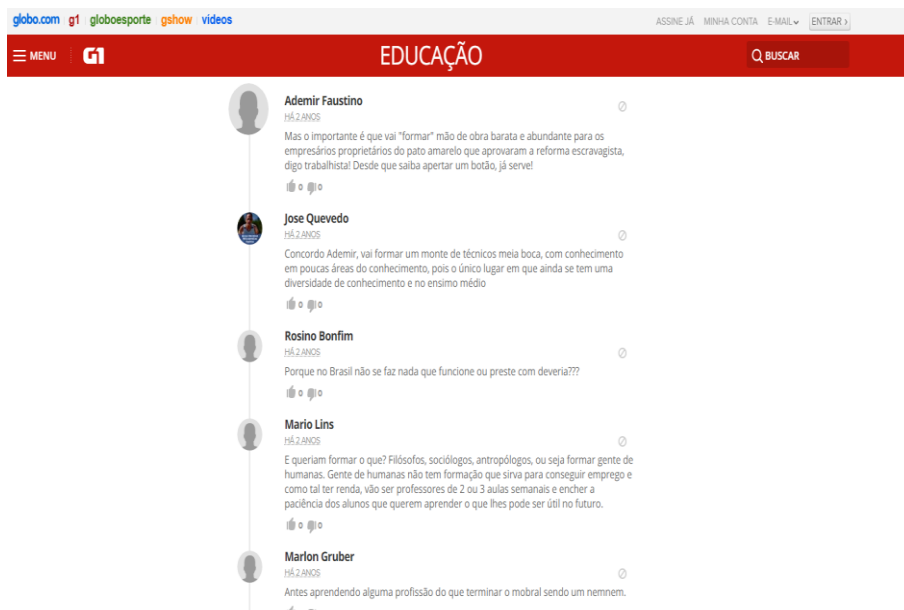 globo.com g1 globoesporte gshow videos
ASSINE JÁ MINHA CONTA E-MAIL ENTRAR ›
MENU G1 EDUCAÇÃO BUSCAR
Ademir Faustino
HÁ 2 ANOS
Mas o importante é que vai "formar" mão de obra barata e abundante para os
empresários proprietários do pato amarelo que aprovaram a reforma escravagista,
digo trabalhista! Desde que saiba apertar um botão, já serve!
0 0
Jose Quevedo
HÁ 2 ANOS
Concordo Ademir, vai formar um monte de técnicos meia boca, com conhecimento
em poucas áreas do conhecimento, pois o único lugar em que ainda se tem uma
diversidade de conhecimento e no ensimo médio
0 0
Rosino Bonfim
HÁ 2 ANOS
Porque no Brasil não se faz nada que funcione ou preste com deveria???
0 0
Mario Lins
HÁ 2 ANOS
E queriam formar o que? Filósofos, sociólogos, antropólogos, ou seja formar gente de
humanas. Gente de humanas não tem formação que sirva para conseguir emprego e
como tal ter renda, vão ser professores de 2 ou 3 aulas semanais e encher a
paciência dos alunos que querem aprender o que lhes pode ser útil no futuro.
0 0
Marlon Gruber
HÁ 2 ANOS
Antes aprendendo alguma profissão do que terminar o mobral sendo um nemnem.